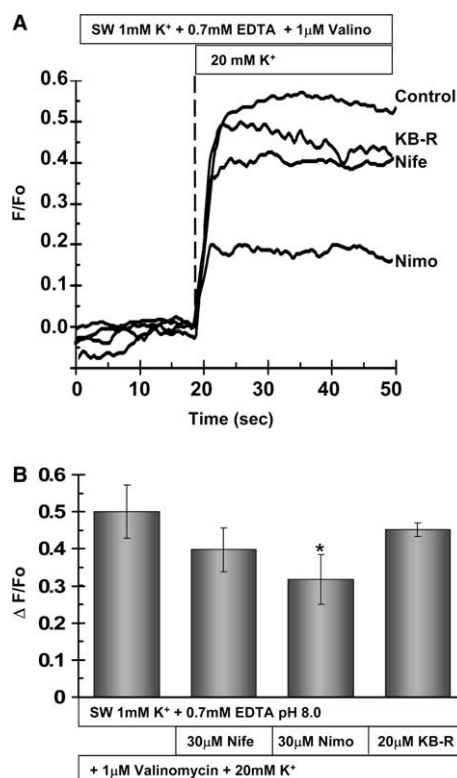 A
SW 1mM K⁺ + 0.7mM EDTA + 1µM Valino
20 mM K⁺
0.6
0.5
0.4
0.3
0.2
0.1
0.0
F/Fo
Control
KB-R
Nife
Nimo
0 10 20 30 40 50
Time (sec)
B
0.6
0.5
0.4
0.3
0.2
0.1
0
Δ F/Fo
*
SW 1mM K⁺ + 0.7mM EDTA pH 8.0
30µM Nife 30µM Nimo 20µM KB-R
+ 1µM Valinomycin + 20mM K⁺